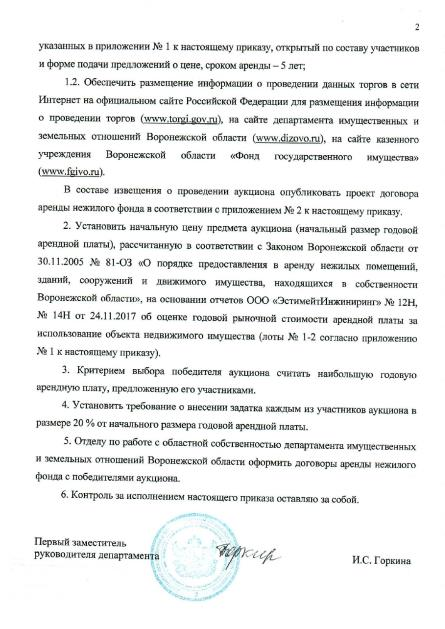 2
указанных в приложении № 1 к настоящему приказу, открытый по составу участников
и форме подачи предложений о цене, сроком аренды – 5 лет;
1.2. Обеспечить размещение информации о проведении данных торгов в сети
Интернет на официальном сайте Российской Федерации для размещения информации
о проведении торгов (www.torgi.gov.ru), на сайте департамента имущественных и
земельных отношений Воронежской области (www.dizovo.ru), на сайте казенного
учреждения Воронежской области «Фонд государственного имущества»
(www.fgivo.ru).
В составе извещения о проведении аукциона опубликовать проект договора
аренды нежилого фонда в соответствии с приложением № 2 к настоящему приказу.
2. Установить начальную цену предмета аукциона (начальный размер годовой
арендной платы), рассчитанную в соответствии с Законом Воронежской области от
30.11.2005 № 81-ОЗ «О порядке предоставления в аренду нежилых помещений,
зданий, сооружений и движимого имущества, находящихся в собственности
Воронежской области», на основании отчетов ООО «ЭстимейтИнжиниринг» № 12Н,
№ 14Н от 24.11.2017 об оценке годовой рыночной стоимости арендной платы за
использование объекта недвижимого имущества (лоты № 1-2 согласно приложению
№ 1 к настоящему приказу).
3. Критерием выбора победителя аукциона считать наибольшую годовую
арендную плату, предложенную его участниками.
4. Установить требование о внесении задатка каждым из участников аукциона в
размере 20 % от начального размера годовой арендной платы.
5. Отделу по работе с областной собственностью департамента имущественных
и земельных отношений Воронежской области оформить договоры аренды нежилого
фонда с победителями аукциона.
6. Контроль за исполнением настоящего приказа оставляю за собой.
Первый заместитель
руководителя департамента
И.С. Горкина